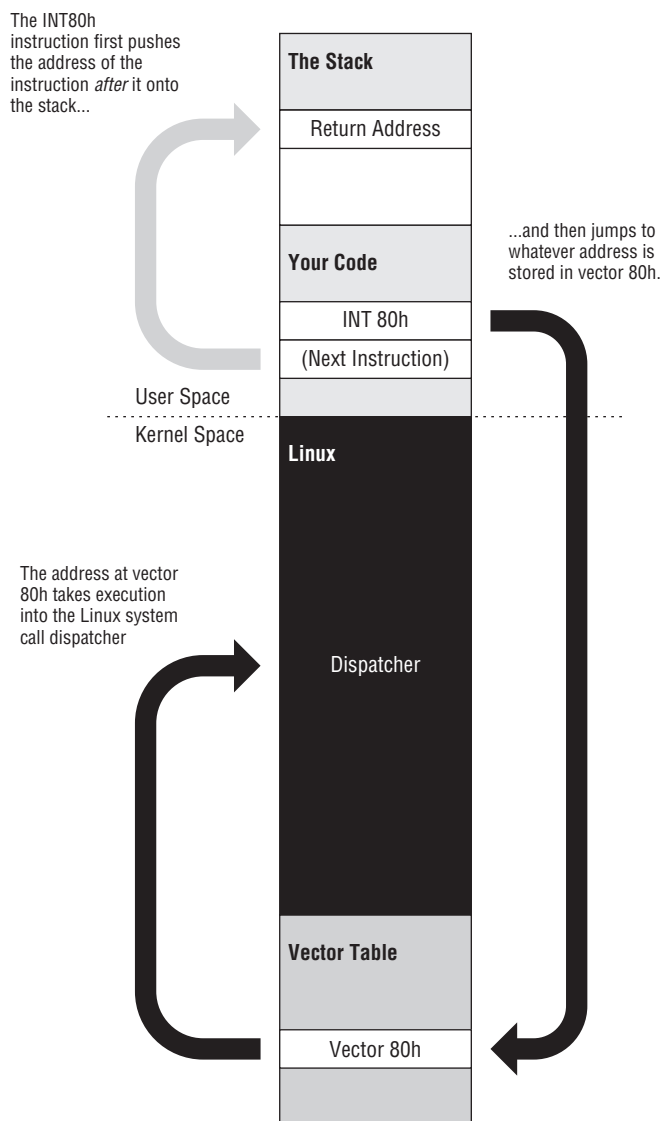 The INT80h
instruction first pushes
the address of the
instruction after it onto
the stack...
The Stack
Return Address
...and then jumps to
whatever address is
stored in vector 80h.
Your Code
INT 80h
(Next Instruction)
User Space
Kernel Space
Linux
The address at vector
80h takes execution
into the Linux system
call dispatcher
Dispatcher
Vector Table
Vector 80h